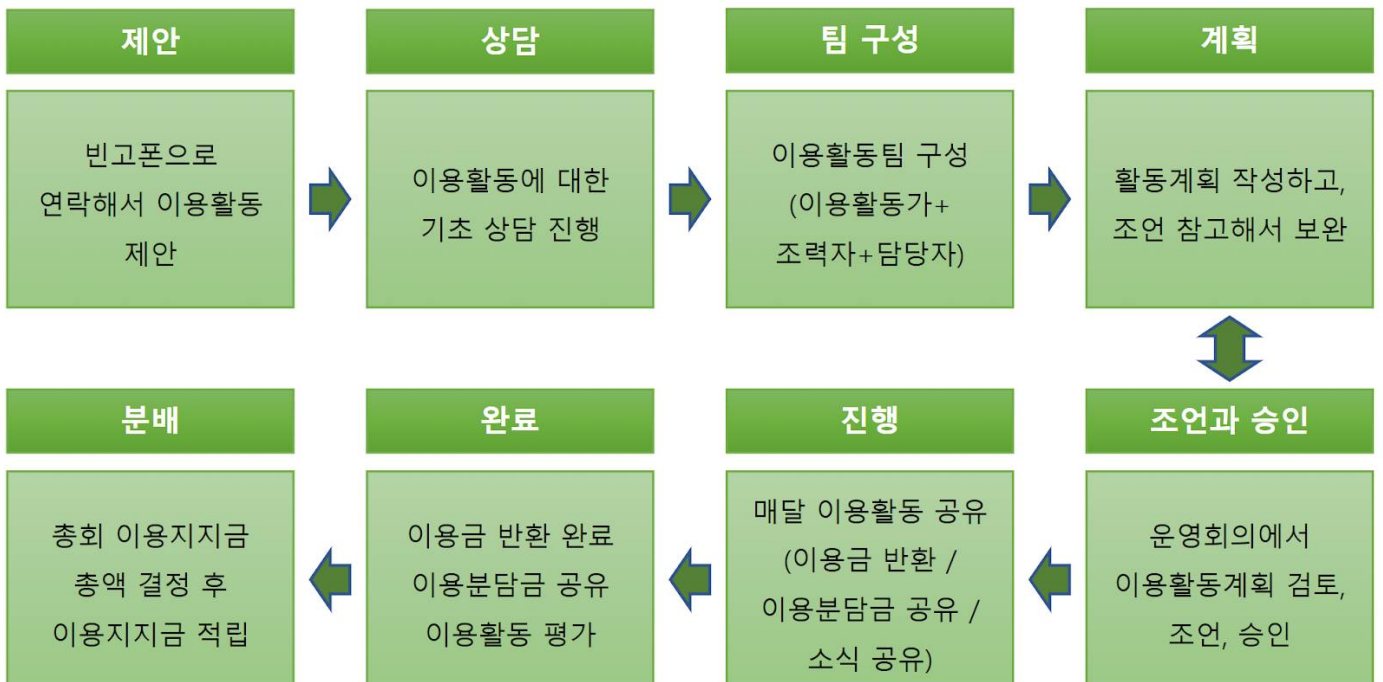 제안
빈고폰으로
연락해서 이용활동
제안
상담
이용활동에 대한
기초 상담 진행
팀 구성
이용활동팀 구성
(이용활동가+
조력자+담당자)
계획
활동계획 작성하고,
조언 참고해서 보완
조언과 승인
운영회의에서
이용활동계획 검토,
조언, 승인
진행
매달 이용활동 공유
(이용금 반환 /
이용분담금 공유 /
소식 공유)
완료
이용금 반환 완료
이용분담금 공유
이용활동 평가
분배
총회 이용지지금
총액 결정 후
이용지지금 적립